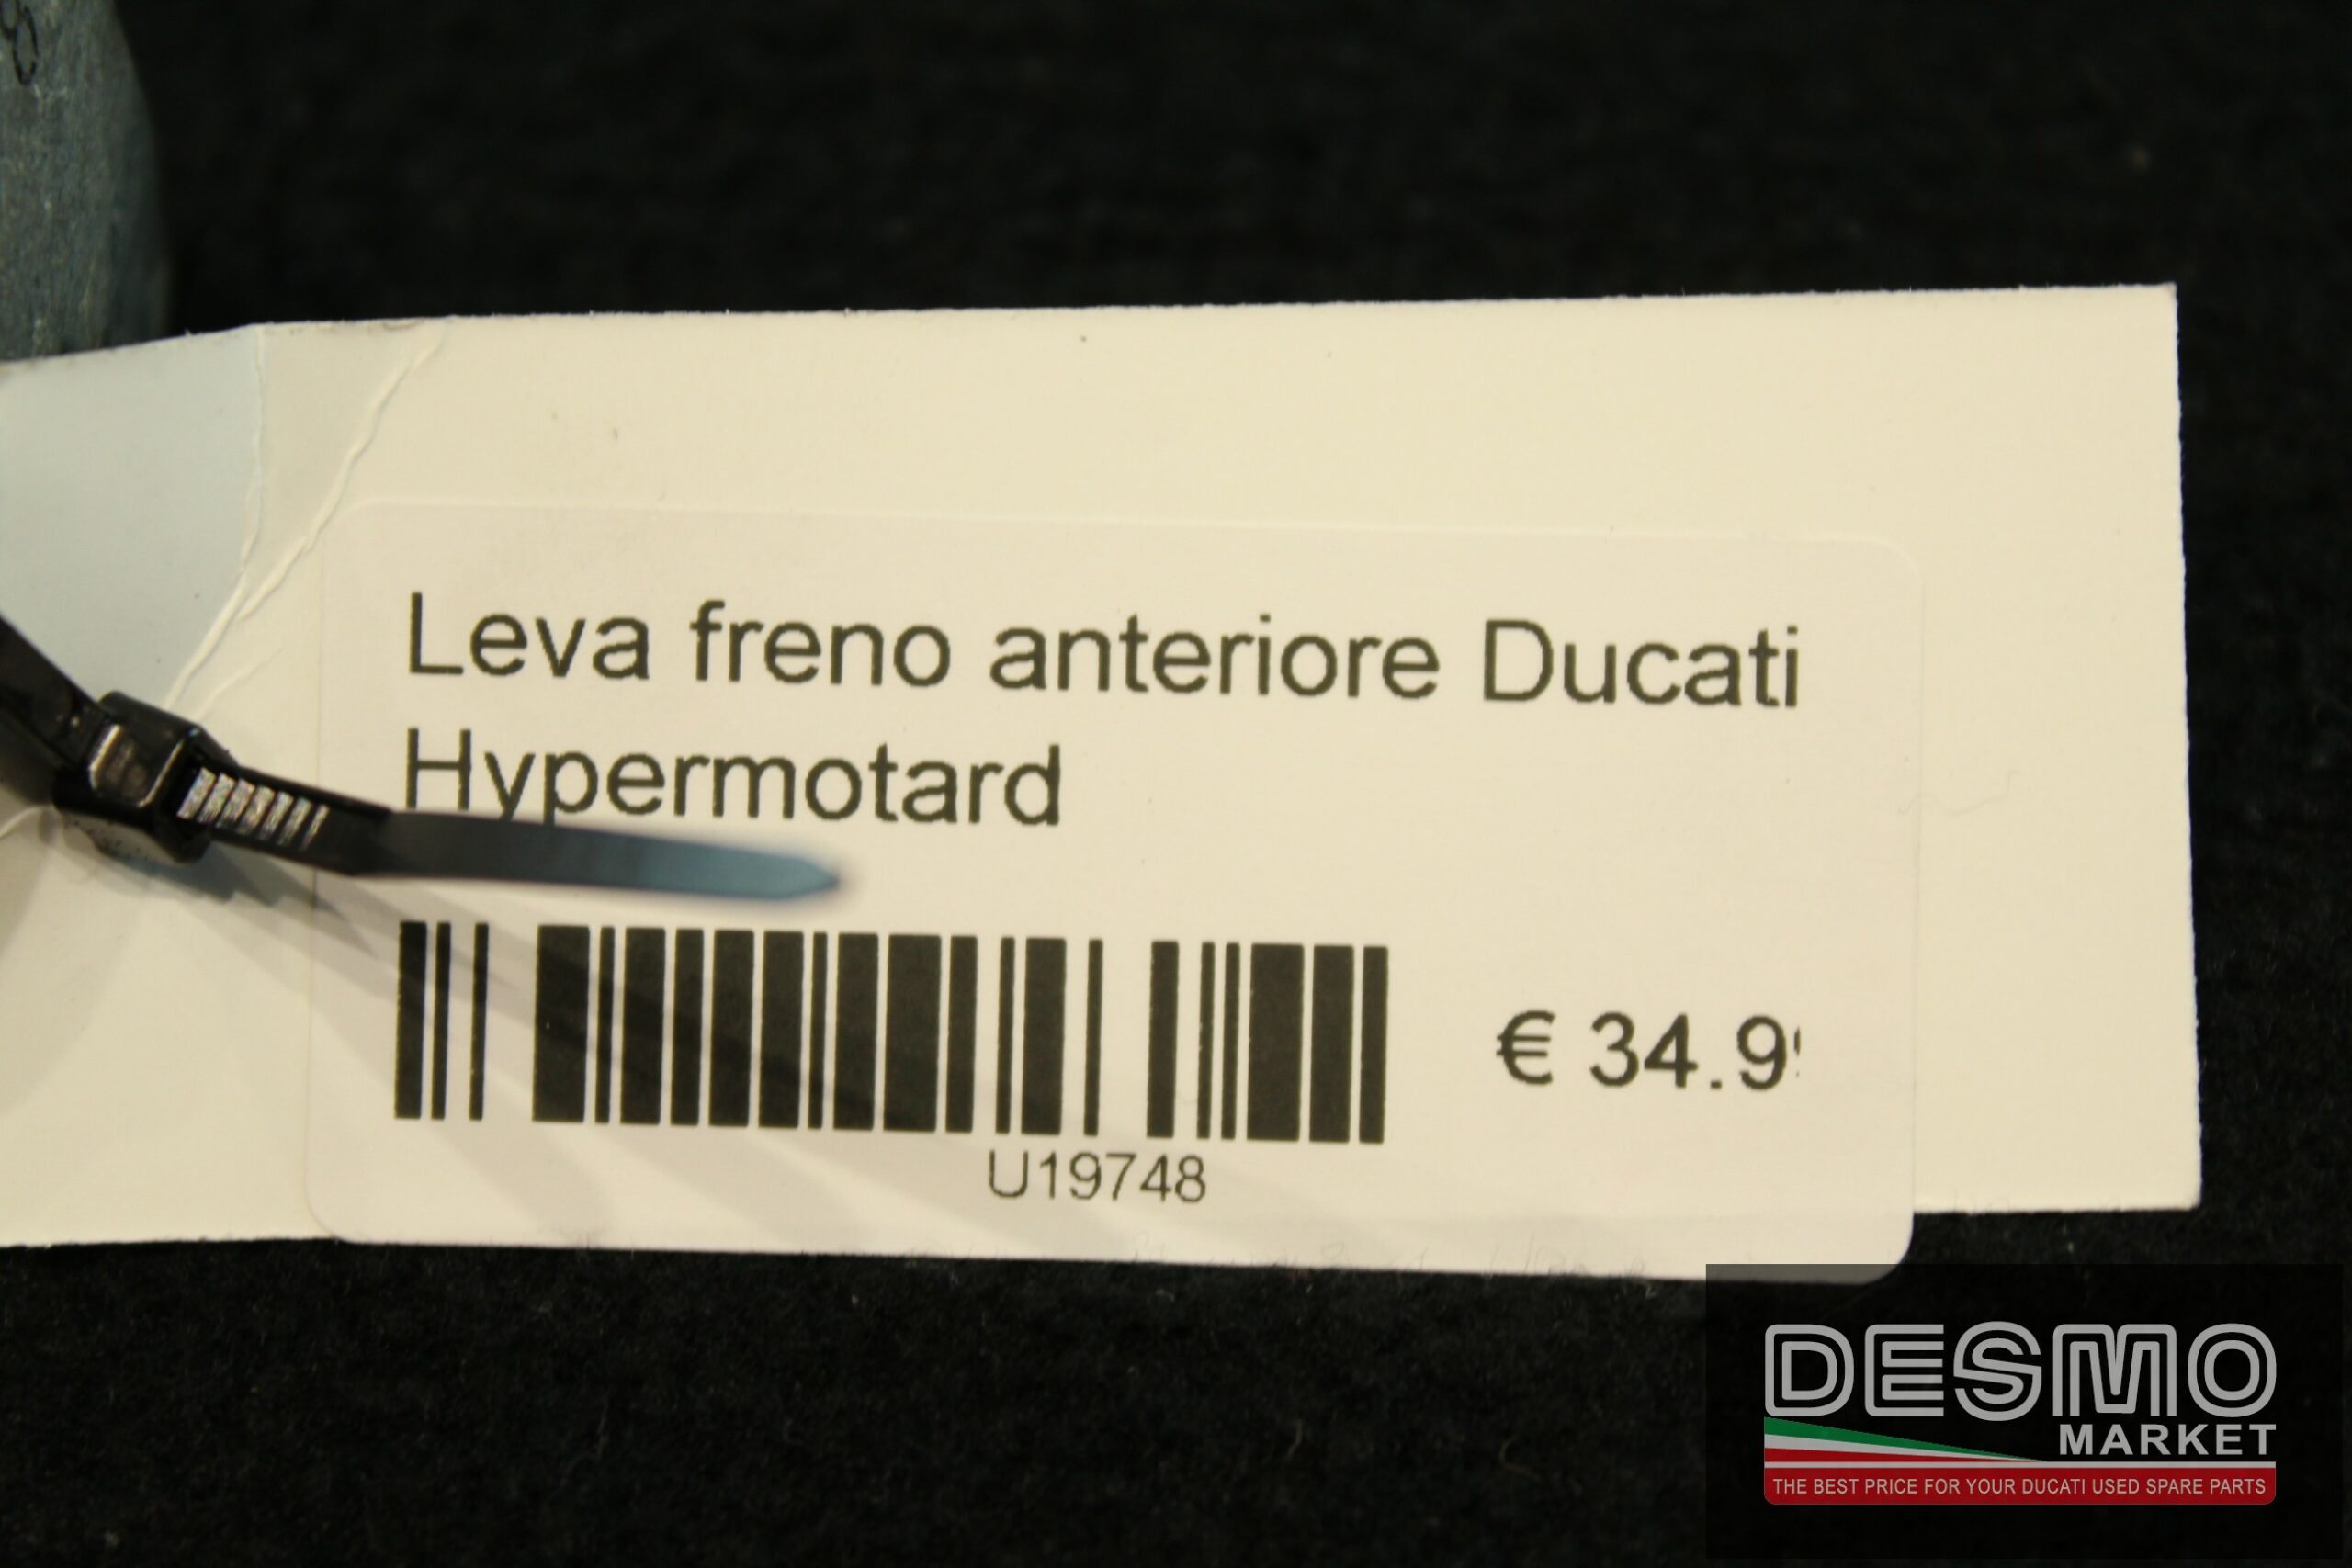 Leva freno anteriore Ducati
Hypermotard
€ 34.9
U19748
DESMO
MARKET
THE BEST PRICE FOR YOUR DUCATI USED SPARE PARTS